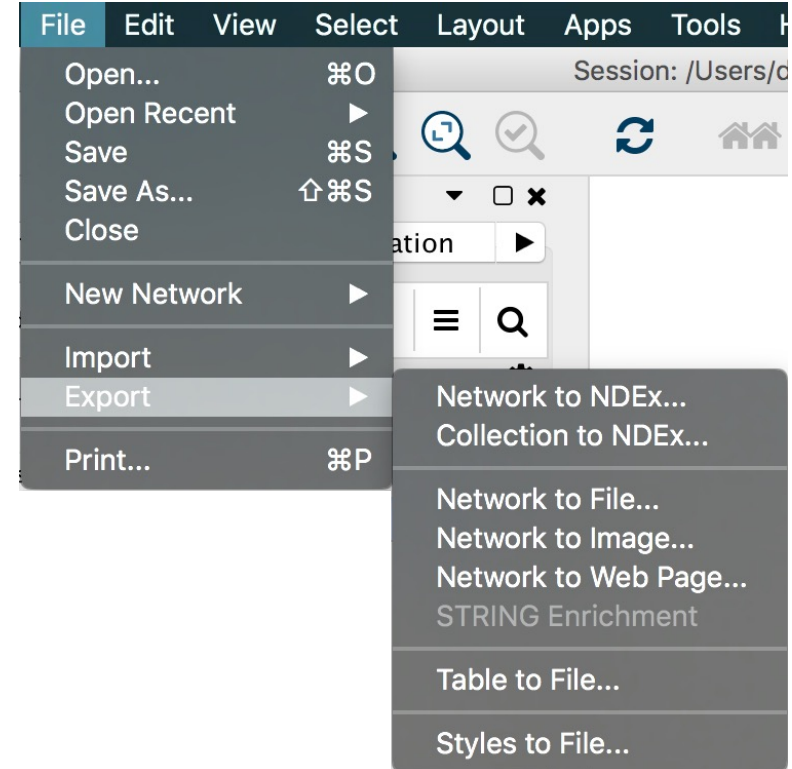 File Edit View Select Layout Apps Tools
Session: /Users/d
Open... ⌘O
Open Recent ▶
Save ⌘S
Save As... ⇧⌘S
Close
ation ▶
New Network ▶
Import ▶
Export ▶
Print... ⌘P
Network to NDEx...
Collection to NDEx...
Network to File...
Network to Image...
Network to Web Page...
STRING Enrichment
Table to File...
Styles to File...